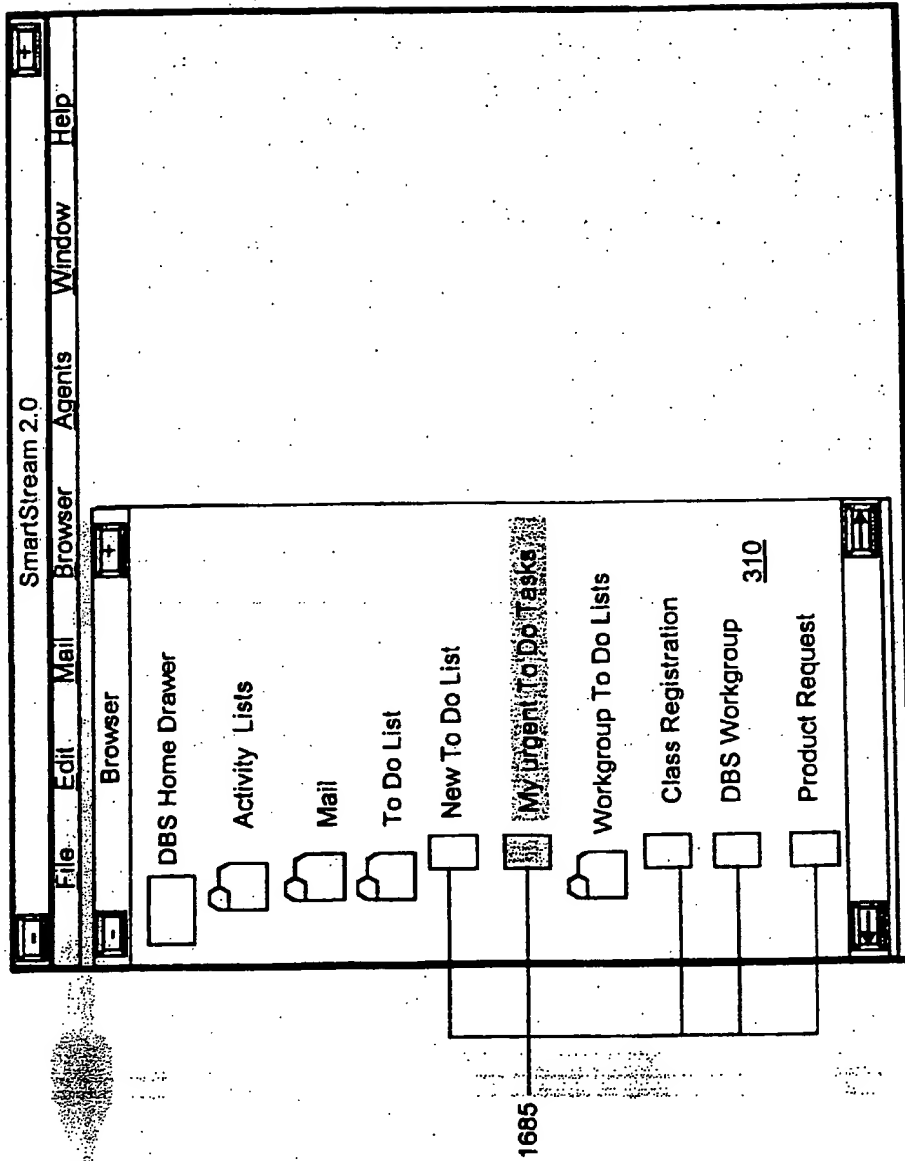 SmartStream 2.0
- +
File Edit Mail Browser Agents Window Help
- Browser +
DBS Home Drawer
Activity Lists
Mail
To Do List
New To Do List
My urgent To Do Tasks
Workgroup To Do Lists
Class Registration
DBS Workgroup
310
Product Request
1685